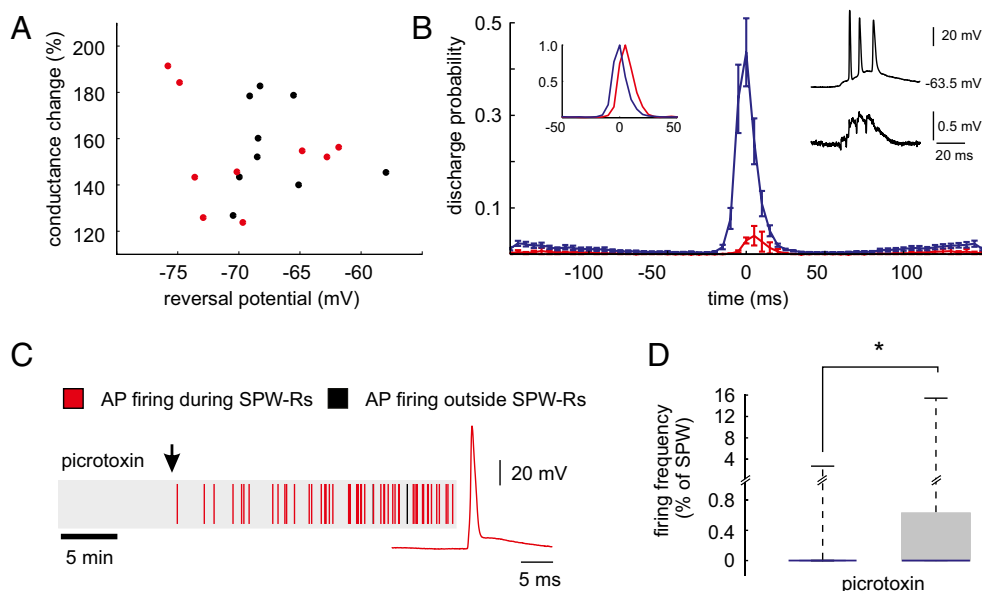 A
conductance change (%)
200
180
160
140
120
-75
-70
-65
-60
reversal potential (mV)
B
discharge probability
0.5
0.3
0.1
-100
-50
0
50
100
time (ms)
1.0
0.5
-50
0
50
20 mV
-63.5 mV
0.5 mV
20 ms
C
AP firing during SPW-Rs
AP firing outside SPW-Rs
picrotoxin
5 min
20 mV
5 ms
D
*
firing frequency
(% of SPW)
16
12
8
4
0.8
0.4
0
picrotoxin